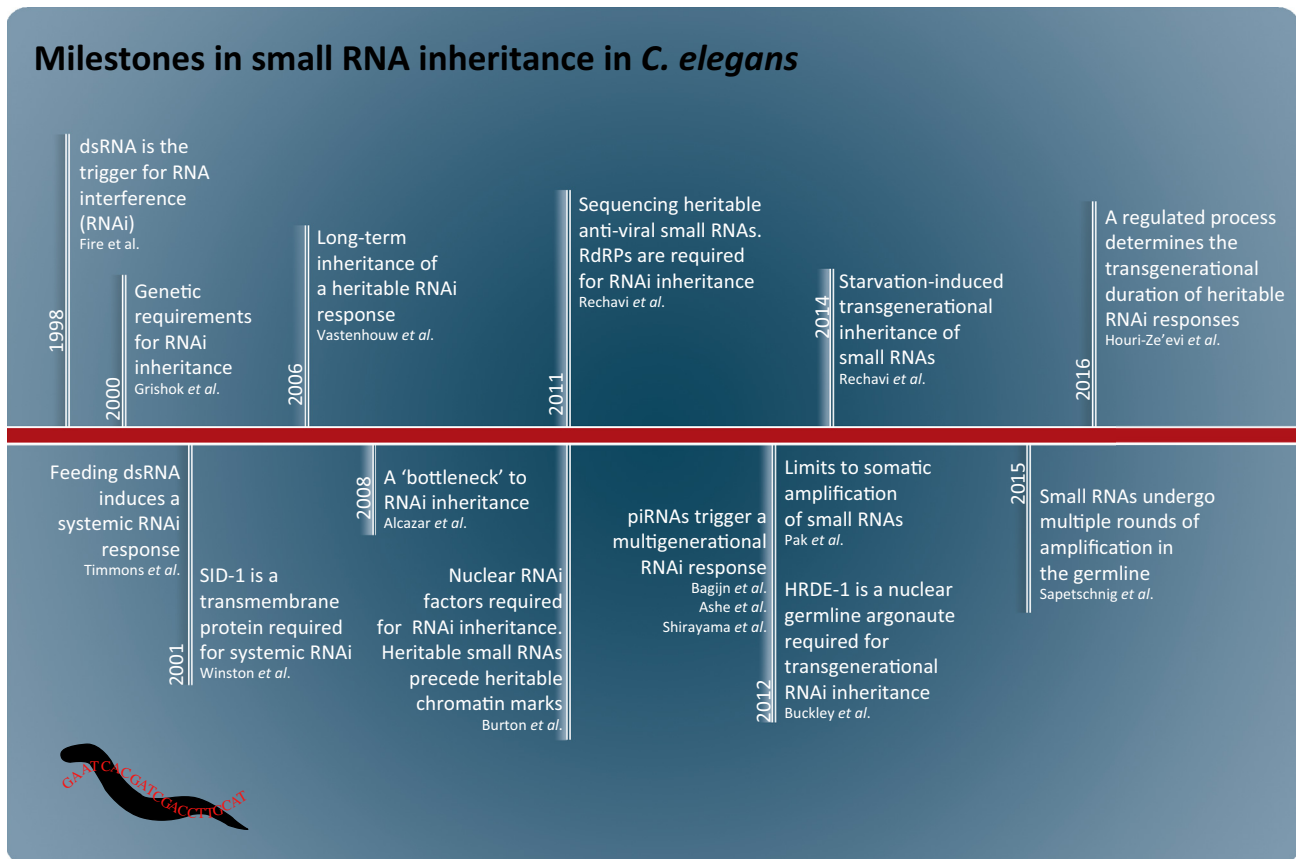 Milestones in small RNA inheritance in C. elegans
1998
dsRNA is the
trigger for RNA
interference
(RNAi)
Fire et al.
2000
Genetic
requirements
for RNAi
inheritance
Grishok et al.
2006
Long-term
inheritance of
a heritable RNAi
response
Vastenhouw et al.
2011
Sequencing heritable
anti-viral small RNAs.
RdRPs are required
for RNAi inheritance
Rechavi et al.
2014
Starvation-induced
transgenerational
inheritance of
small RNAs
Rechavi et al.
2016
A regulated process
determines the
transgenerational
duration of heritable
RNAi responses
Houri-Ze’evi et al.
Feeding dsRNA
induces a
systemic RNAi
response
Timmons et al.
2001
SID-1 is a
transmembrane
protein required
for systemic RNAi
Winston et al.
2008
A ‘bottleneck’ to
RNAi inheritance
Alcazar et al.
Nuclear RNAi
factors required
for RNAi inheritance.
Heritable small RNAs
precede heritable
chromatin marks
Burton et al.
piRNAs trigger a
multigenerational
RNAi response
Bagijn et al.
Ashe et al.
Shirayama et al.
2012
Limits to somatic
amplification
of small RNAs
Pak et al.
HRDE-1 is a nuclear
germline argonaute
required for
transgenerational
RNAi inheritance
Buckley et al.
2015
Small RNAs undergo
multiple rounds of
amplification in
the germline
Sapetschnig et al.
GAATCACGATCGACCTTGCAT